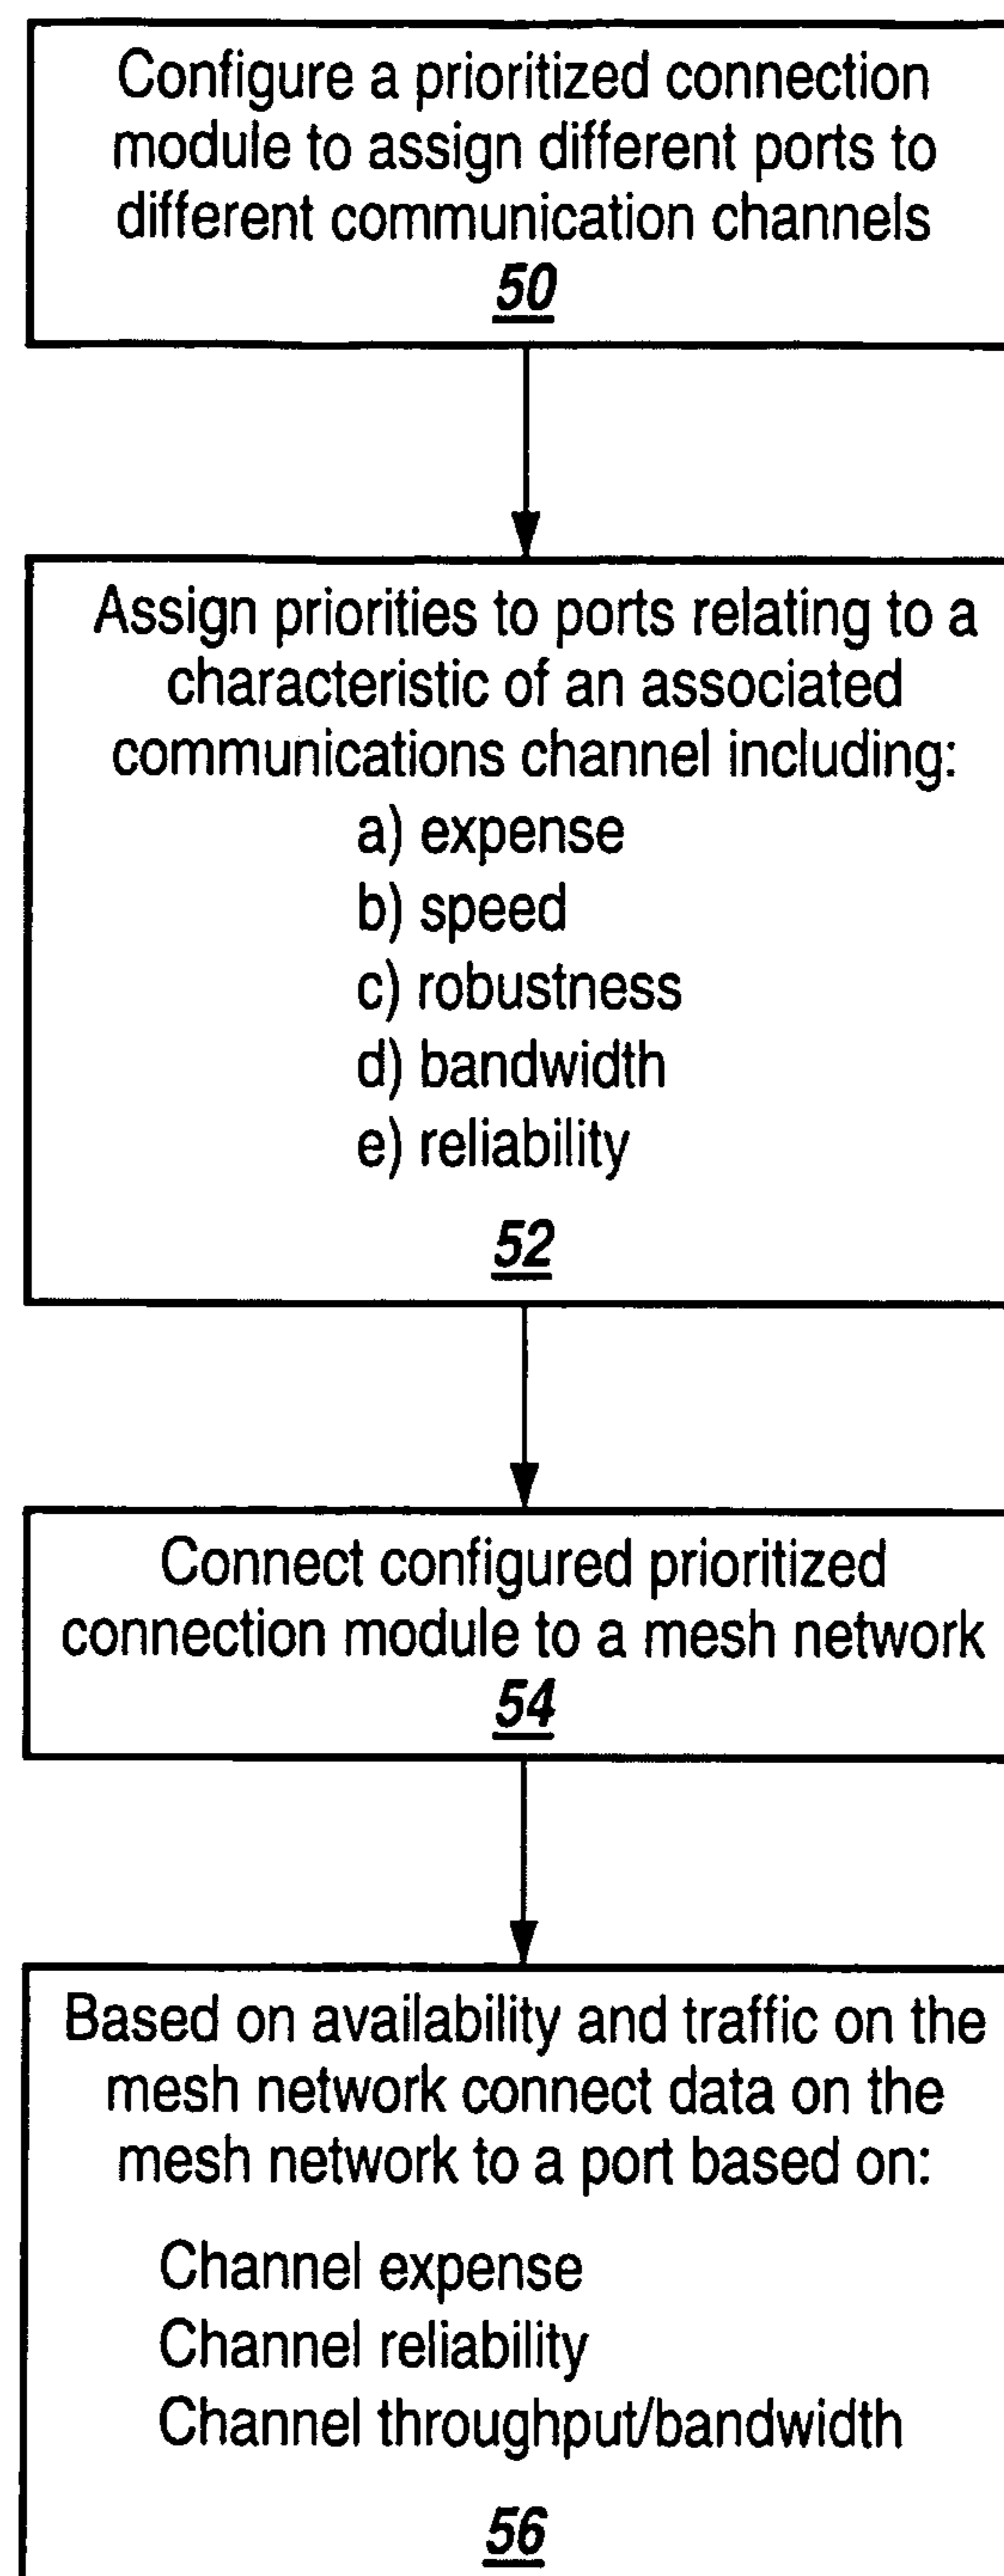 Configure a prioritized connection
module to assign different ports to
different communication channels
50
Assign priorities to ports relating to a
characteristic of an associated
communications channel including:
a) expense
b) speed
c) robustness
d) bandwidth
e) reliability
52
Connect configured prioritized
connection module to a mesh network
54
Based on availability and traffic on the
mesh network connect data on the
mesh network to a port based on:
Channel expense
Channel reliability
Channel throughput/bandwidth
56